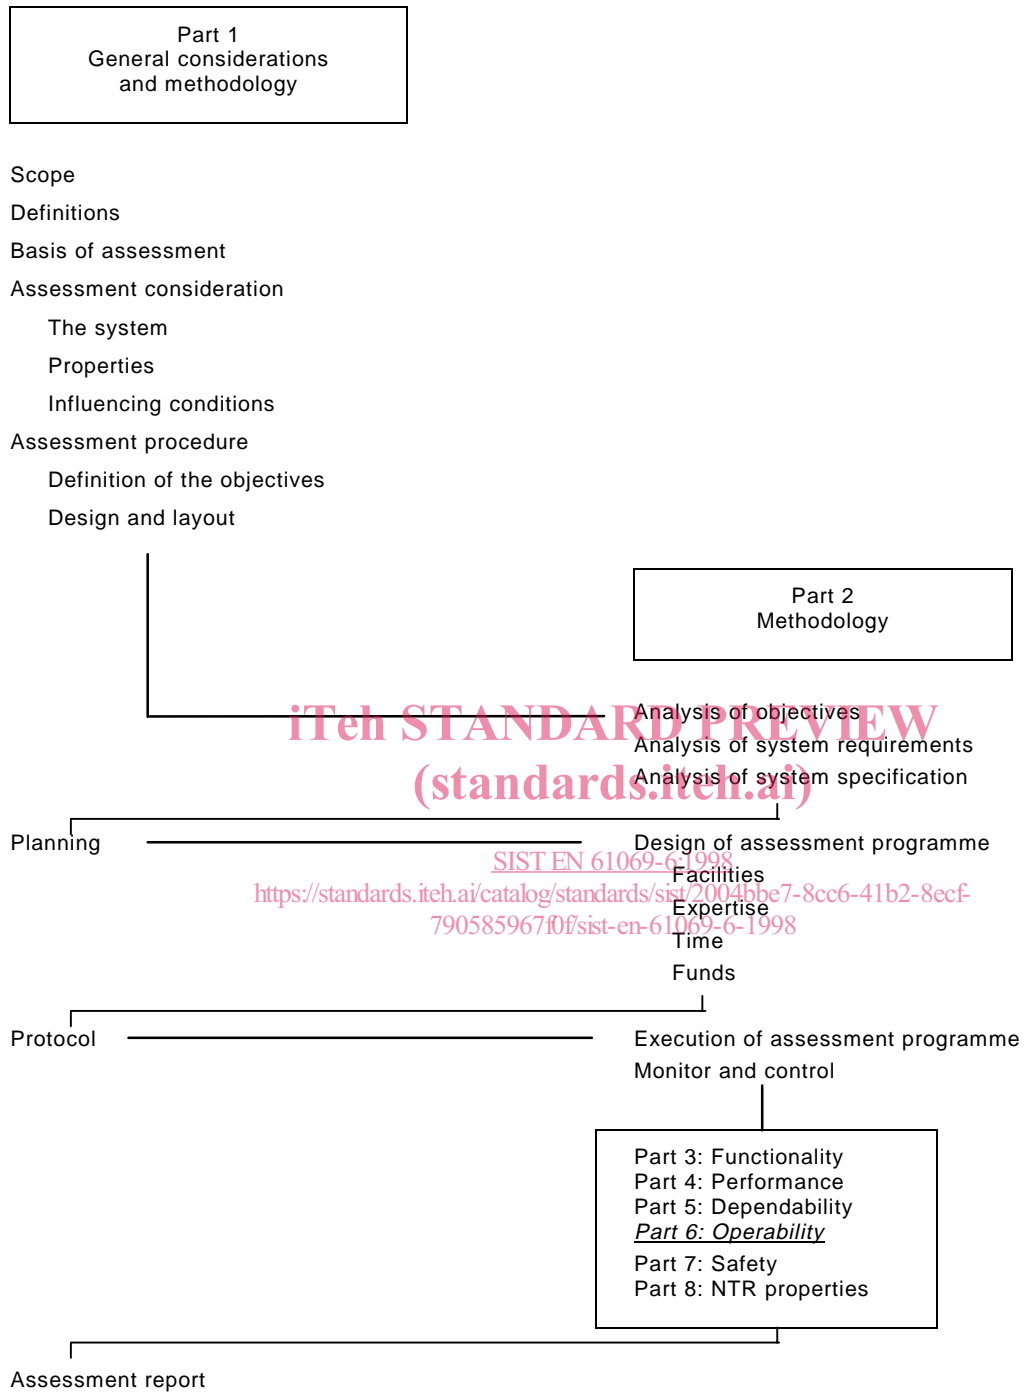 Part 1
General considerations
and methodology
Scope
Definitions
Basis of assessment
Assessment consideration
The system
Properties
Influencing conditions
Assessment procedure
Definition of the objectives
Design and layout
Part 2
Methodology
iTeh STANDARD PREVIEW
Analysis of objectives
Analysis of system requirements
(standards.iteh.ai)
Analysis of system specification
Planning
Design of assessment programme
SIST EN 61069-6:1998
Facilities
https://standards.iteh.ai/catalog/standards/sist/2004bbe7-8cc6-41b2-8ecf-
Expertise
790585967f0f/sist-en-61069-6-1998
Time
Funds
Protocol
Execution of assessment programme
Monitor and control
Part 3: Functionality
Part 4: Performance
Part 5: Dependability
Part 6: Operability
Part 7: Safety
Part 8: NTR properties
Assessment report